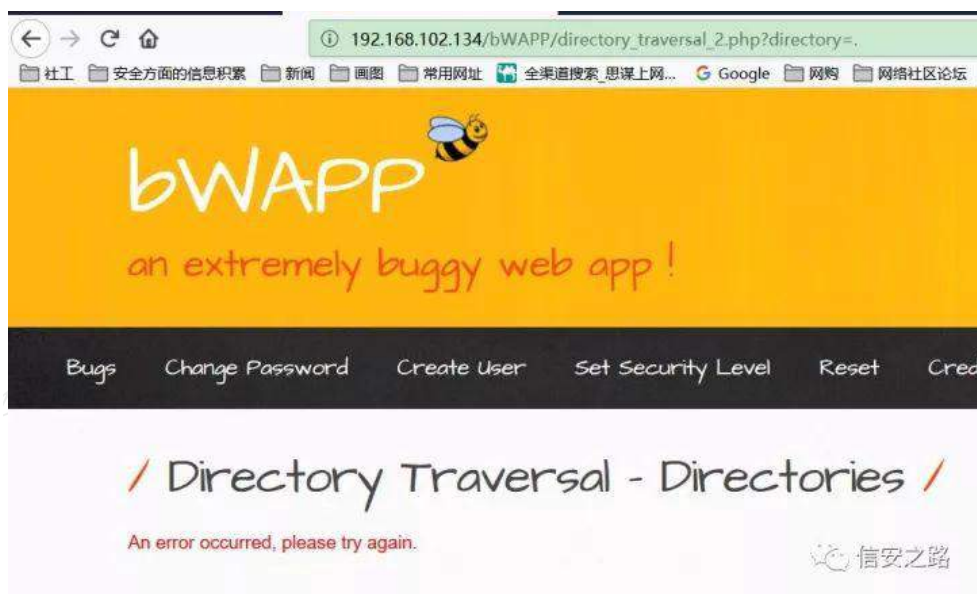 192.168.102.134/bWAPP/directory_traversal_2.php?directory=.
社工 安全方面的信息积累 新闻 画图 常用网址 全渠道搜索_思谋上网... Google 网购 网络社区论坛
bWAPP
an extremely buggy web app !
Bugs Change Password Create User Set Security Level Reset Crea
/ Directory Traversal - Directories /
An error occurred, please try again.
信安之路